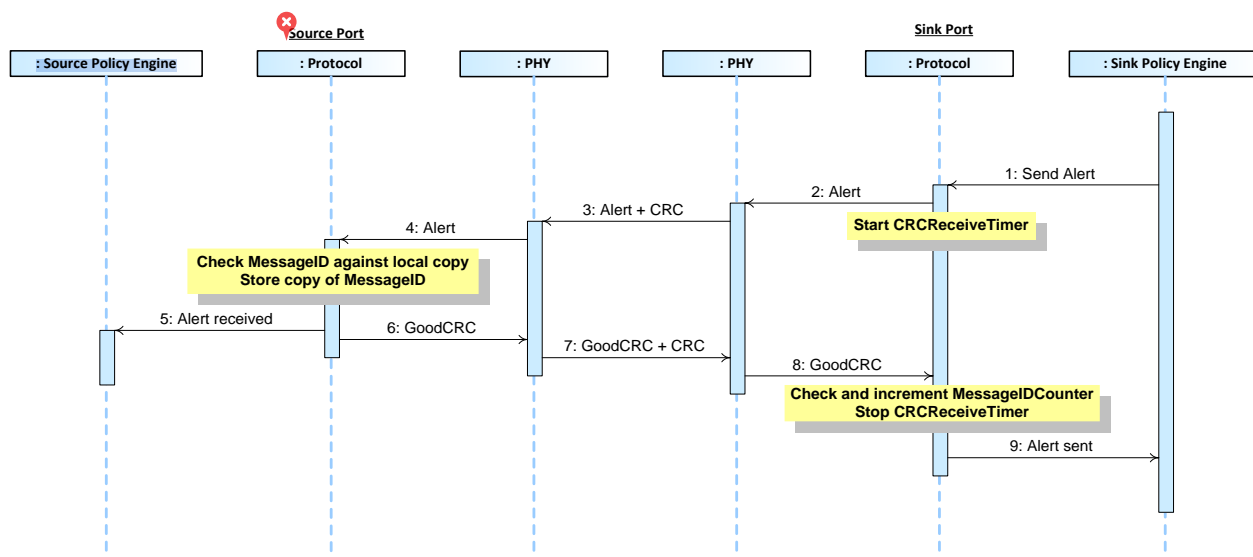 Source Port
Sink Port
: Source Policy Engine
: Protocol
: PHY
: PHY
: Protocol
: Sink Policy Engine
1: Send Alert
2: Alert
3: Alert + CRC
Start CRCReceiveTimer
4: Alert
Check MessageID against local copy
Store copy of MessageID
5: Alert received
6: GoodCRC
7: GoodCRC + CRC
8: GoodCRC
Check and increment MessageIDCounter
Stop CRCReceiveTimer
9: Alert sent